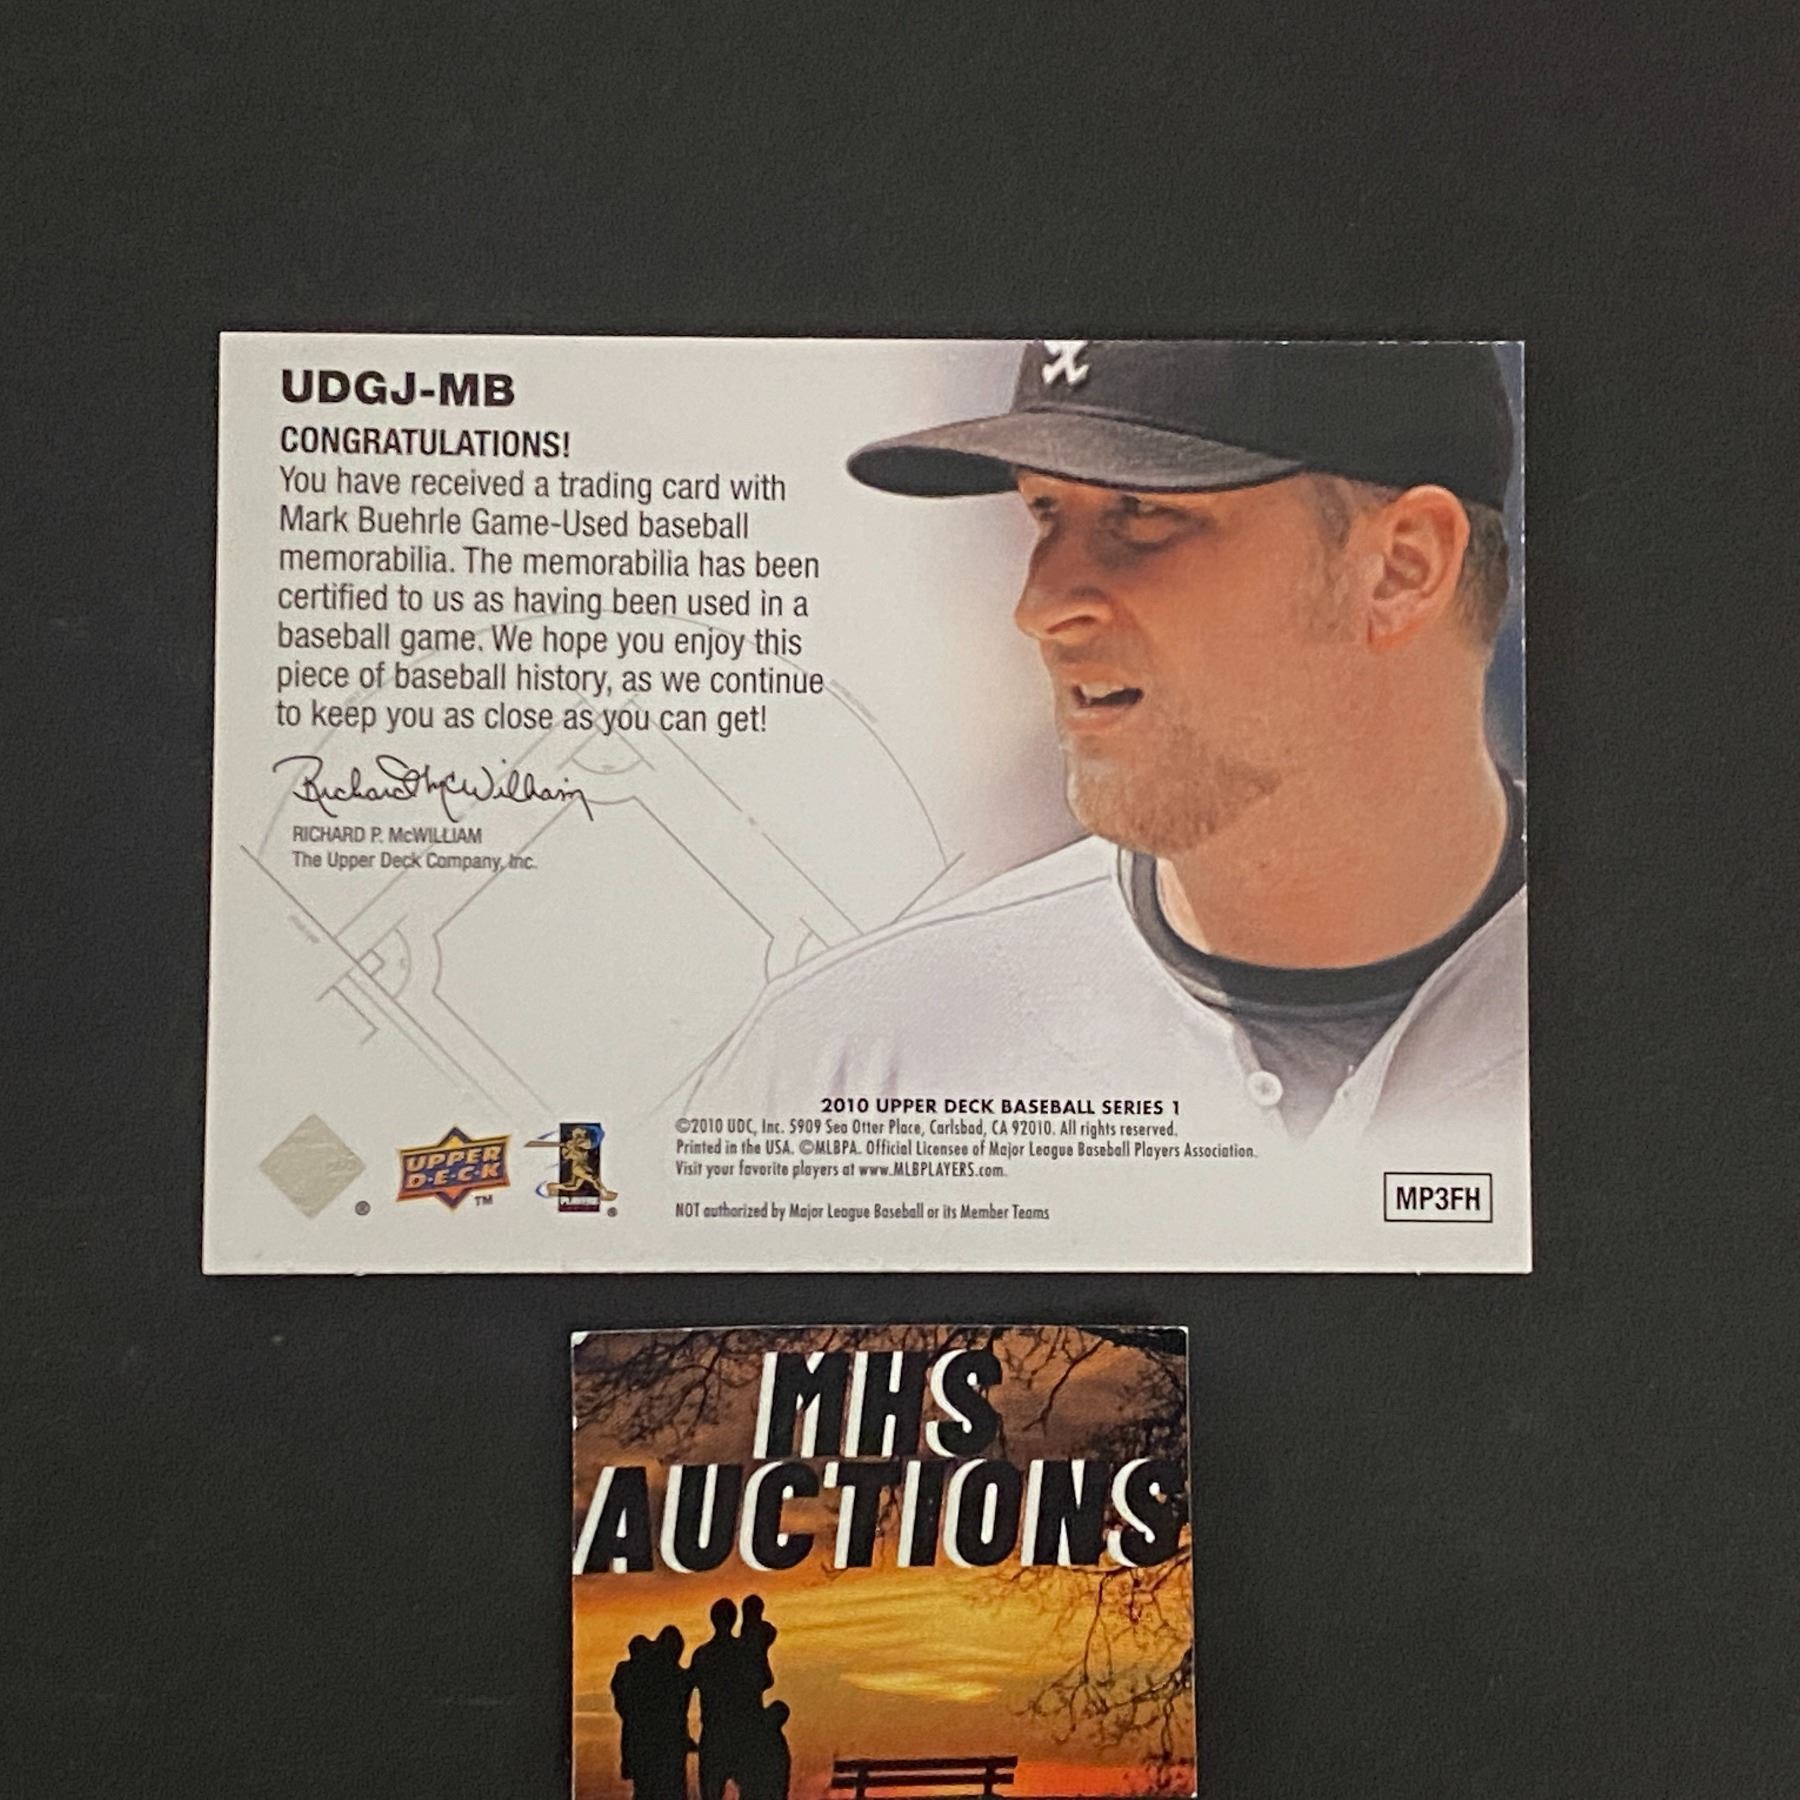 UDGJ-MB
CONGRATULATIONS!
You have received a trading card with
Mark Buehrle Game-Used baseball
memorabilia. The memorabilia has been
certified to us as having been used in a
baseball game. We hope you enjoy this
piece of baseball history, as we continue
to keep you as close as you can get!
Richard McWilliam
RICHARD P. McWILLIAM
The Upper Deck Company, Inc.
2010 UPPER DECK BASEBALL SERIES 1
©2010 UDC, Inc. 5909 Sea Otter Place, Carlsbad, CA 92010. All rights reserved.
Printed in the USA. ©MLBPA. Official Licensee of Major League Baseball Players Association.
Visit your favorite players at www.MLBPLAYERS.com.
NOT authorized by Major League Baseball or its Member Teams
®
UPPER
D·E·C·K
TM
PLAYERS
®
MP3FH
MHS
AUCTIONS